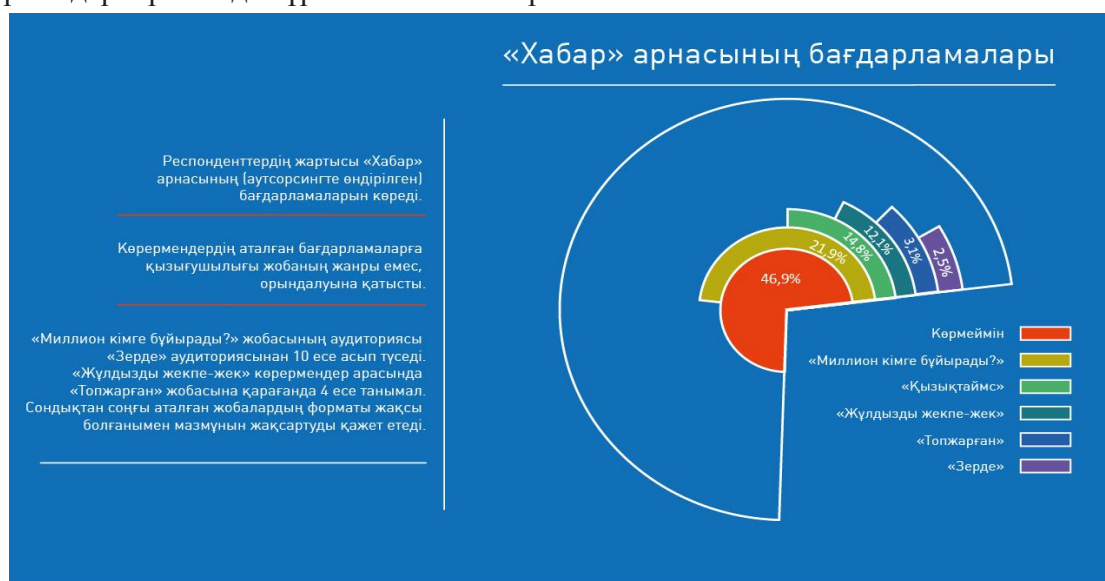 «Хабар» арнасының бағдарламалары
Респонденттердің жартысы «Хабар»
арнасының (аутсорсингте өндірілген)
бағдарламаларын көреді.
Көрермендердің аталған бағдарламаларға
қызығушылығы жобаның жанры емес,
орындалуына қатысты.
«Миллион кімге бұйырады?» жобасының аудиториясы
«Зерде» аудиториясынан 10 есе асып түседі.
«Жұлдызды жекпе-жек» көрермендер арасында
«Топжарған» жобасына қарағанда 4 есе танымал.
Сондықтан соңғы аталған жобалардың форматы жақсы
болғанымен мазмұнын жақсартуды қажет етеді.
46,9%
21,9%
14,8%
12,1%
3,1%
2,5%
Көрмеймін
«Миллион кімге бұйырады?»
«Қызықтаймс»
«Жұлдызды жекпе-жек»
«Топжарған»
«Зерде»